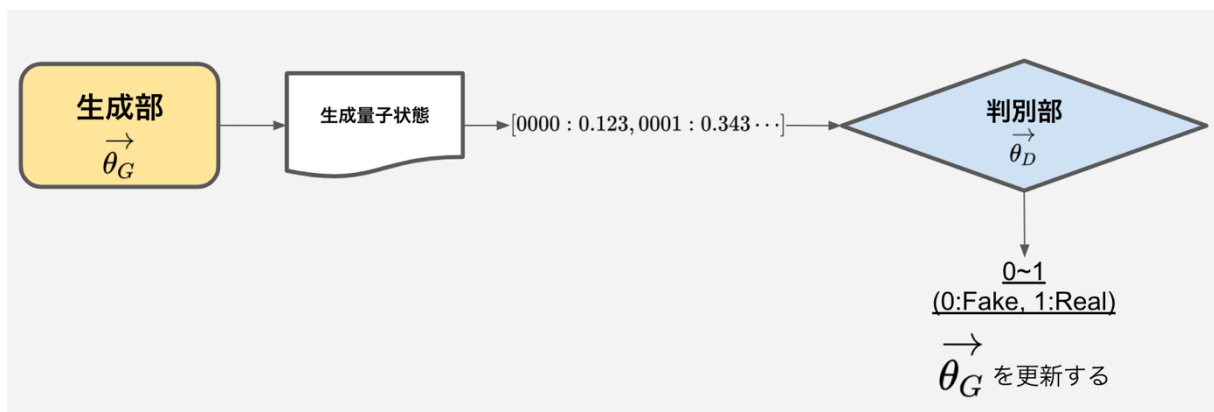 生成部
θ_G
生成量子状態
[0000 : 0.123, 0001 : 0.343 ⋯]
判別部
θ_D
0~1
(0:Fake, 1:Real)
θ_G を更新する